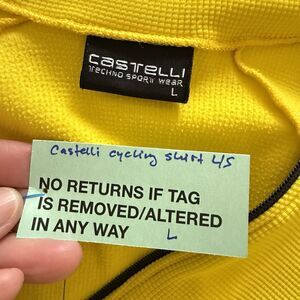 CASTELLI
TECHNO SPORT WEAR
L
Castelli cycling shirt L/S
NO RETURNS IF TAG
IS REMOVED/ALTERED
IN ANY WAY
L